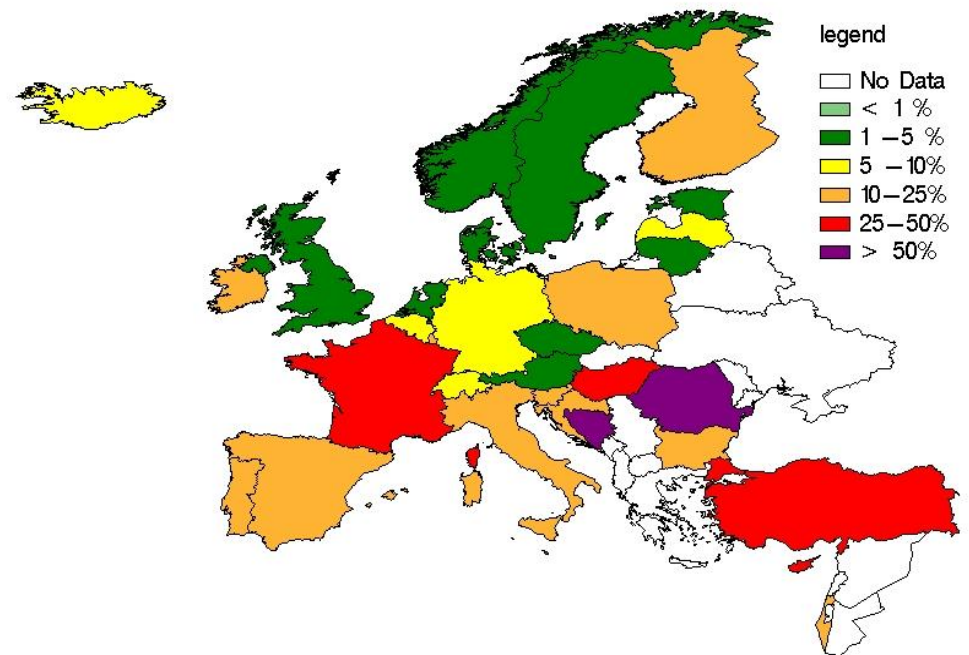 legend
No Data
< 1 %
1 –5 %
5 –10%
10–25%
25–50%
> 50%